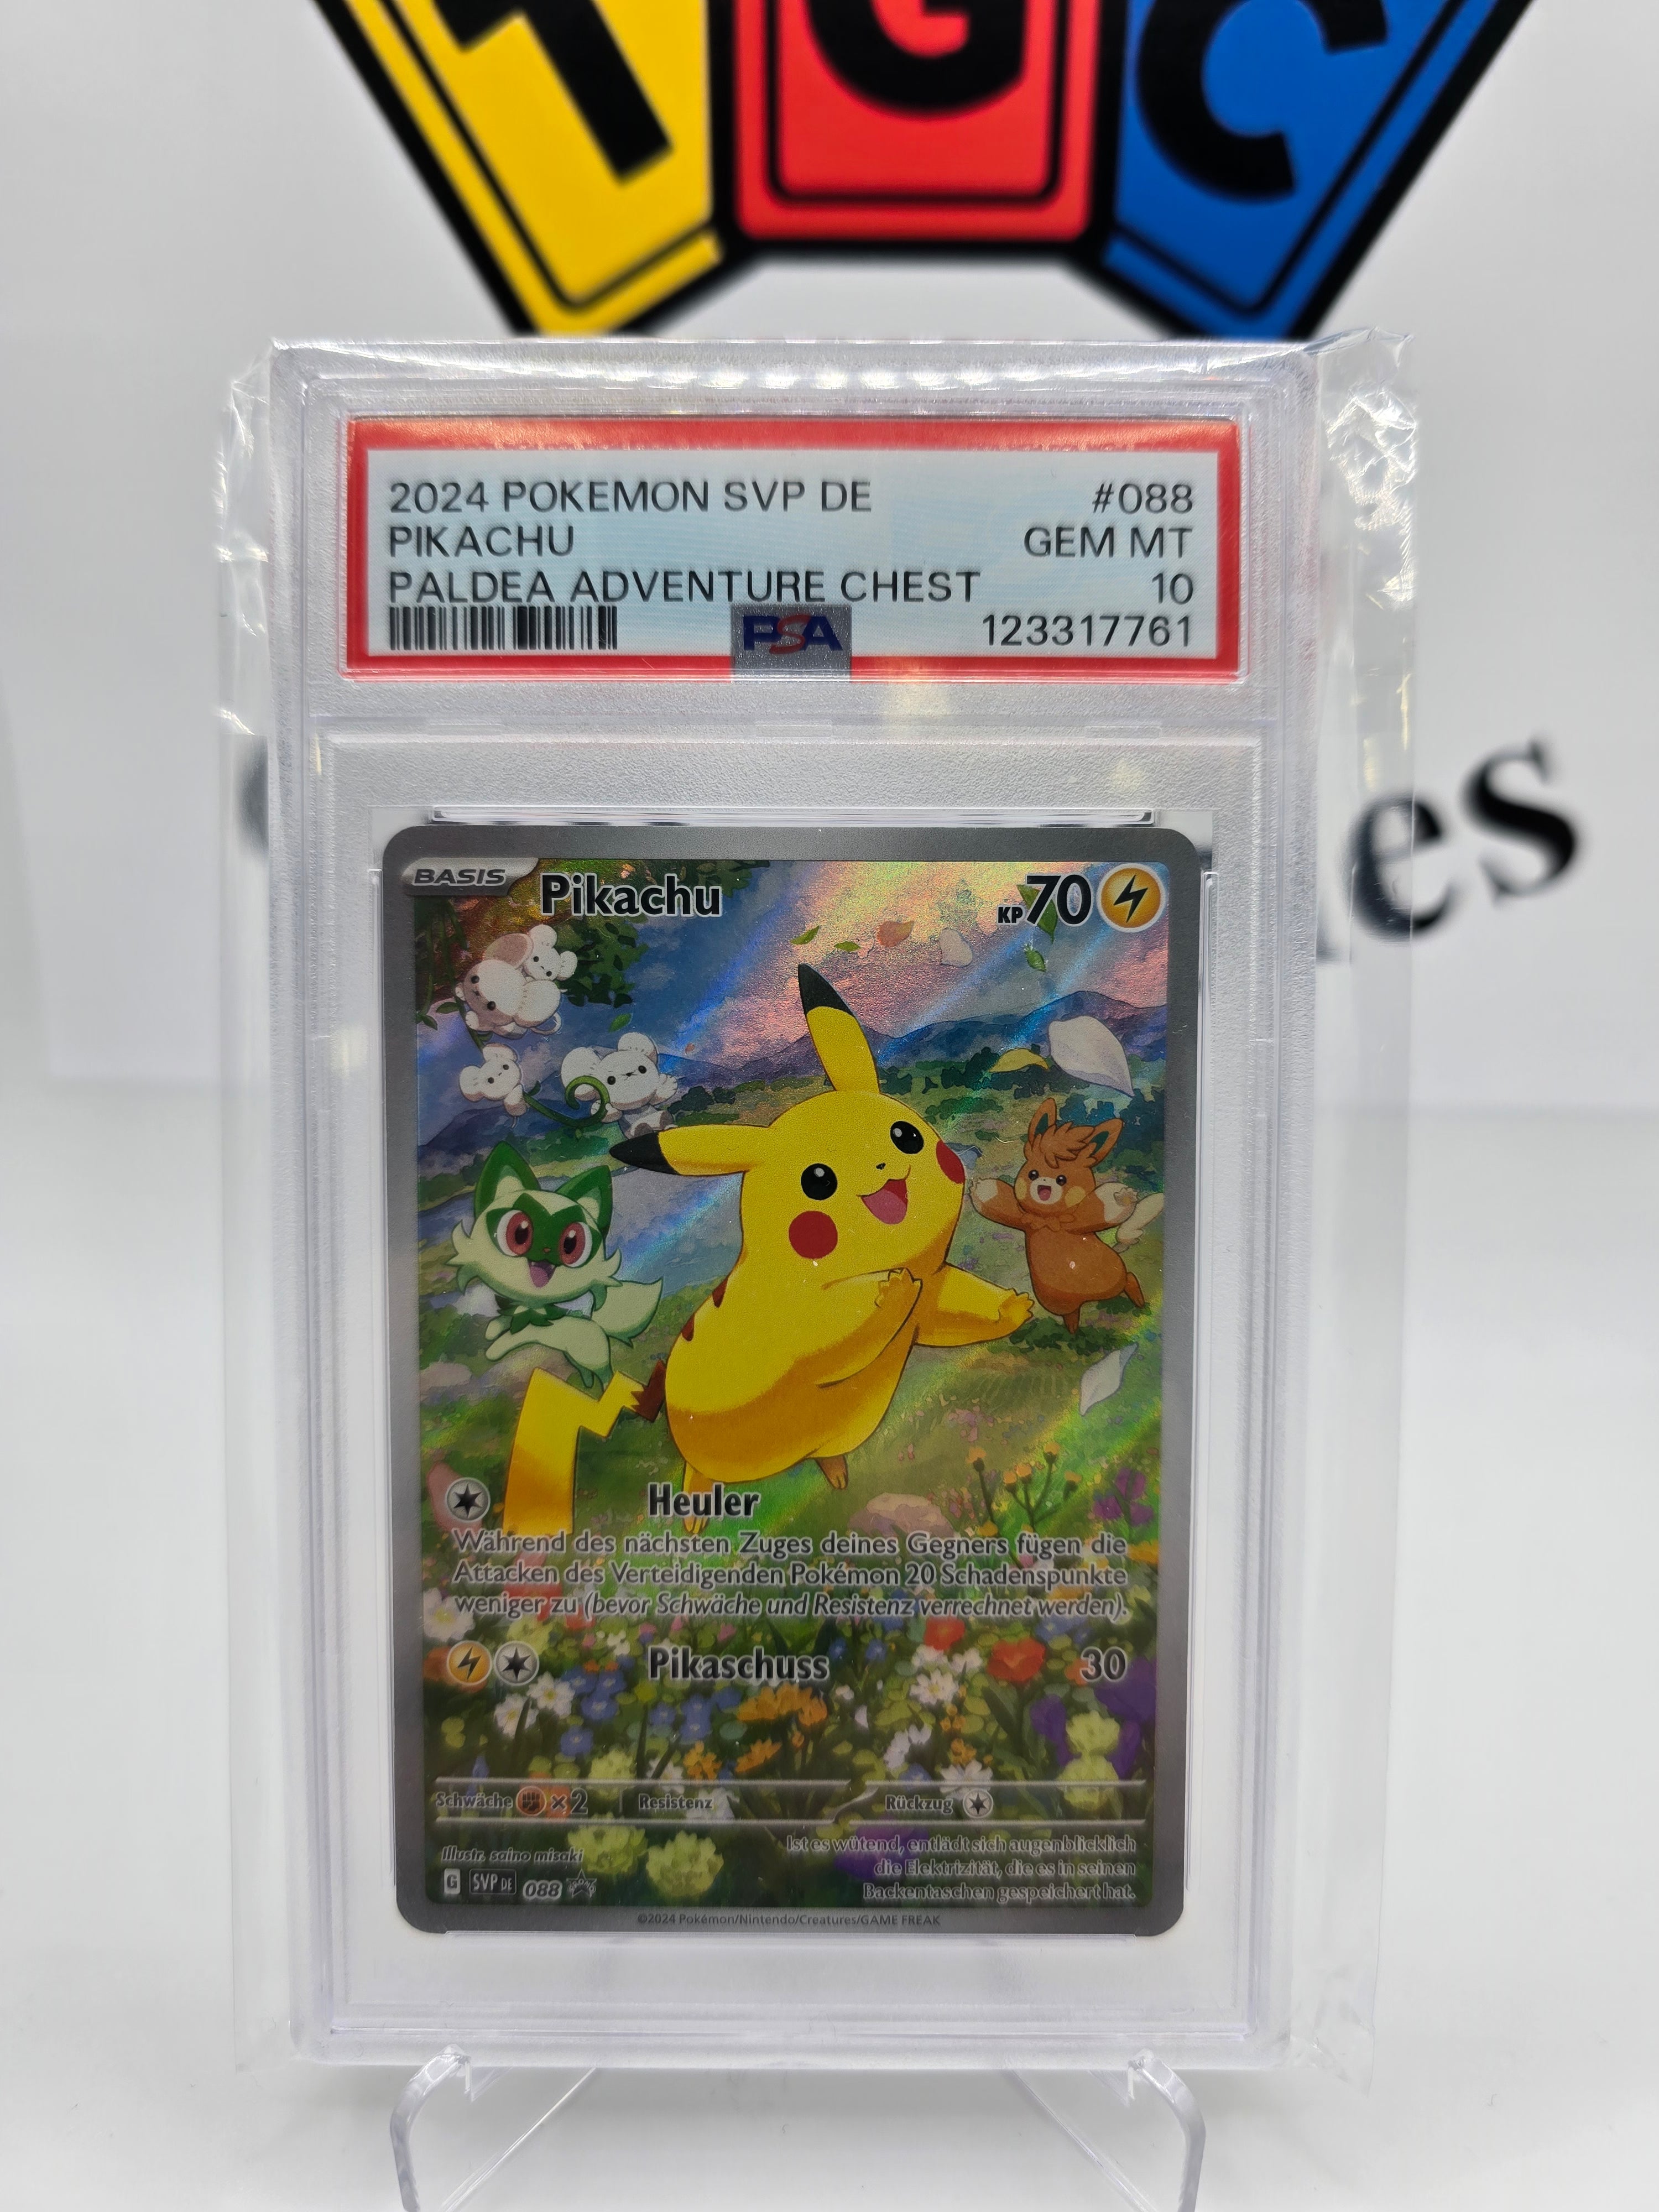 TGC
2024 POKEMON SVP DE #088
PIKACHU GEM MT
PALDEA ADVENTURE CHEST 10
PSA 123317761
BASIS Pikachu KP 70
Heuler
Während des nächsten Zuges deines Gegners fügen die
Attacken des Verteidigenden Pokémon 20 Schadenspunkte
weniger zu (bevor Schwäche und Resistenz verrechnet werden).
Pikaschuss 30
Schwäche ×2 Resistenz Rückzug
Illustr. saino misaki
Ist es wütend, entlädt sich augenblicklich
die Elektrizität, die es in seinen
Backentaschen gespeichert hat.
G SVP DE 088
©2024 Pokémon/Nintendo/Creatures/GAME FREAK